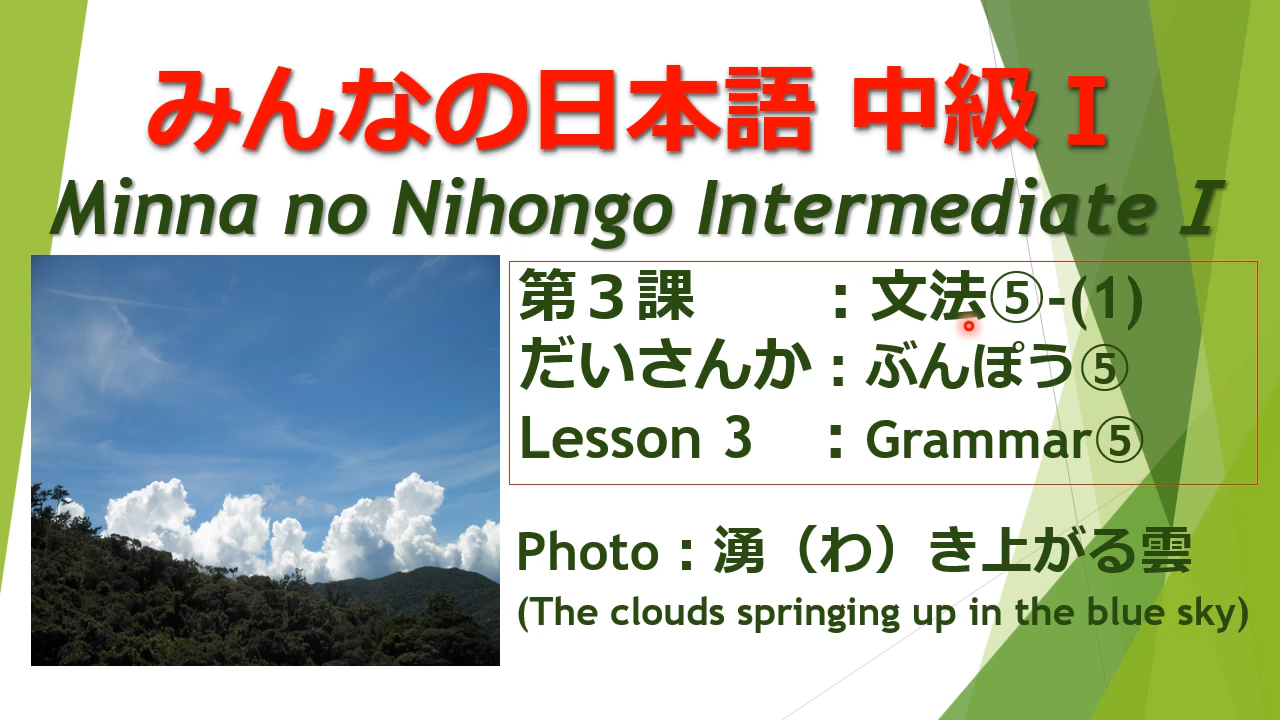 みんなの日本語 中級Ⅰ
Minna no Nihongo Intermediate Ⅰ
第３課　　：文法⑤-(1)
だいさんか：ぶんぽう⑤
Lesson 3　：Grammar⑤
Photo：湧（わ）き上がる雲
(The clouds springing up in the blue sky)